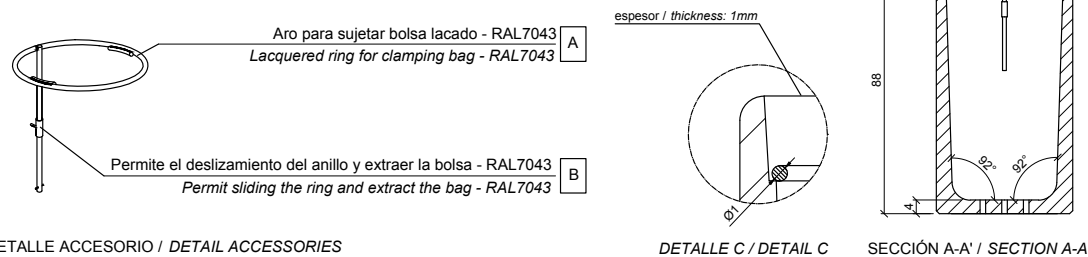 espesor / thickness: 1mm
Aro para sujetar bolsa lacado - RAL7043
A
Lacquered ring for clamping bag - RAL7043
88
Permite el deslizamiento del anillo y extraer la bolsa - RAL7043
B
Permit sliding the ring and extract the bag - RAL7043
92°
92°
Ø1
4
ETALLE ACCESORIO / DETAIL ACCESSORIES
DETALLE C / DETAIL C
SECCIÓN A-A' / SECTION A-A